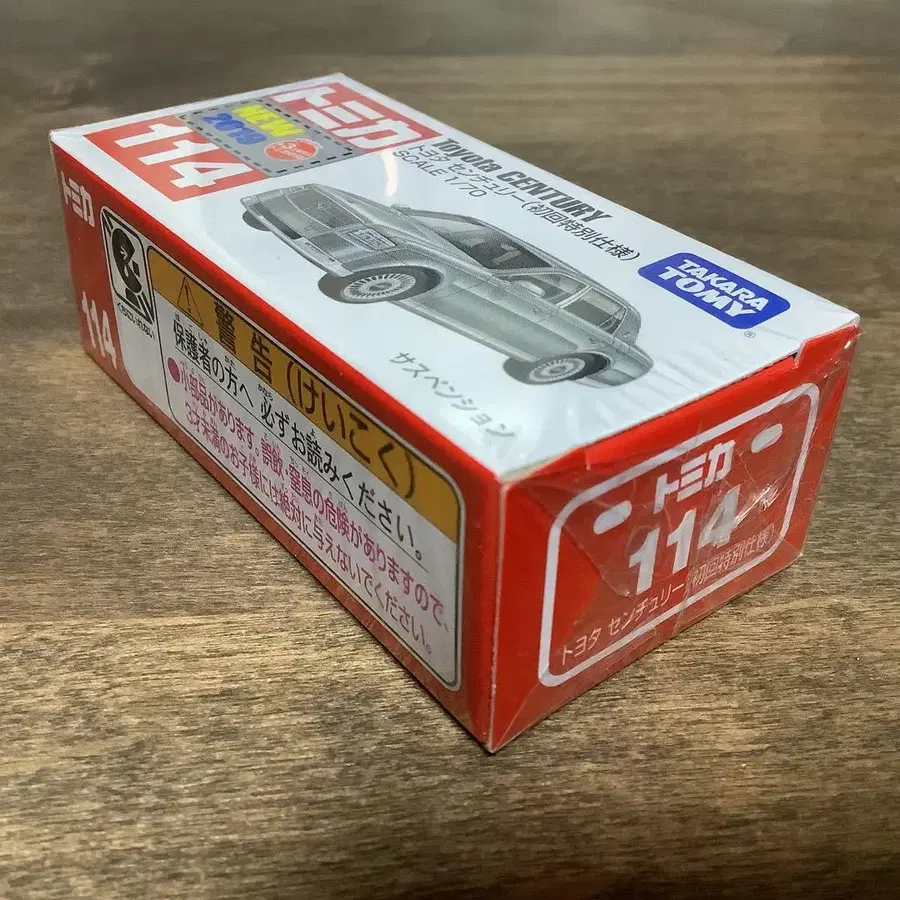 トミカ
NEW
2019
114
Toyota CENTURY
トヨタ センチュリー(初回特別仕様)
SCALE 1/70
サスペンション
TAKARA
TOMY®
トミカ
114
警告(けいこく)
保護者の方へ 必ずお読みください。
●小部品があります。誤飲・窒息の危険がありますので、
3才未満のお子様には絶対に与えないでください。
トミカ
114
トヨタ センチュリー(初回特別仕様)